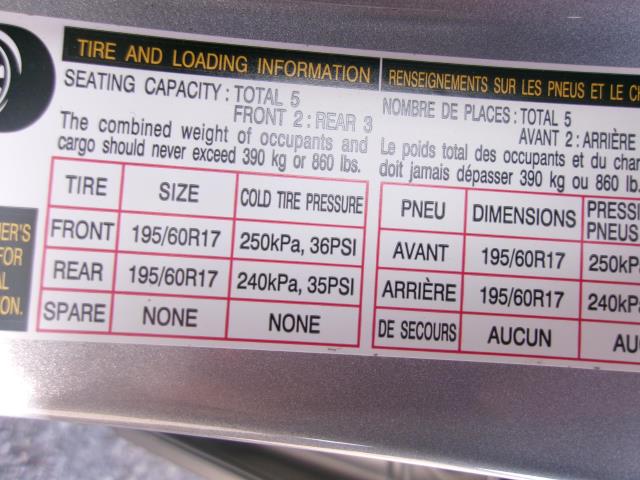 TIRE AND LOADING INFORMATION
SEATING CAPACITY : TOTAL 5
FRONT 2 : REAR 3
The combined weight of occupants and
cargo should never exceed 390 kg or 860 lbs.
TIRE SIZE COLD TIRE PRESSURE
FRONT 195/60R17 250kPa, 36PSI
REAR 195/60R17 240kPa, 35PSI
SPARE NONE NONE
RENSEIGNEMENTS SUR LES PNEUS ET LE
NOMBRE DE PLACES : TOTAL 5
AVANT 2 : ARRIÈRE
Le poids total des occupants et du
doit jamais dépasser 390 kg ou 860
PNEU DIMENSIONS
PNEUS
AVANT 195/60R17
ARRIÈRE 195/60R17
DE SECOURS AUCUN
FOR